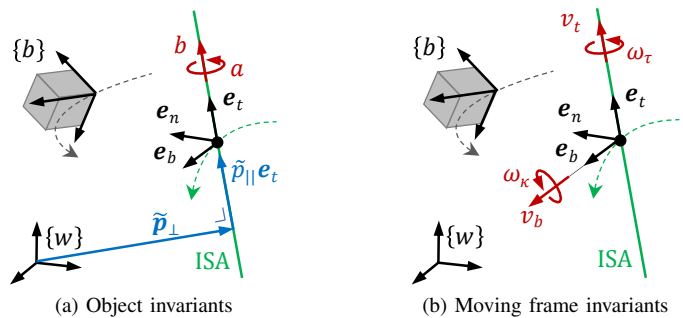 {b}
b
a
e_t
e_n
e_b
p̃_|| e_t
p̃_⊥
{w}
ISA
(a) Object invariants
{b}
v_t
ω_τ
e_t
e_n
e_b
ω_κ
v_b
{w}
ISA
(b) Moving frame invariants